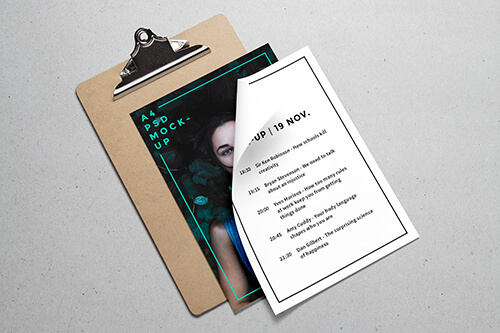 A4
PSD
MOCK-
UP
-UP | 19 NOV.
18:30 Sir Ken Robinson - How schools kill
creativity
19:15 Bryan Stevenson - We need to talk
about an injustice
20:00 Yves Morieux - How too many rules
at work keep you from getting
things done
20:45 Amy Cuddy - Your body language
shapes who you are
21:30 Dan Gilbert - The surprising science
of happiness